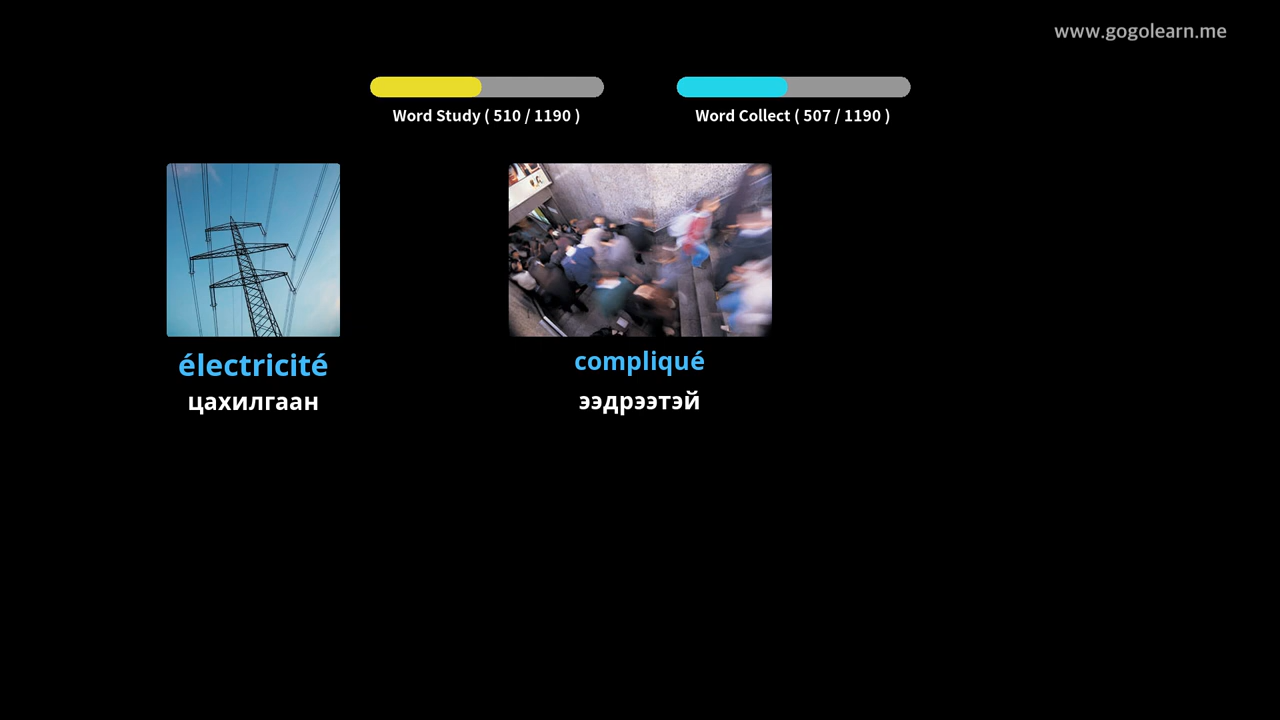 www.gogolearn.me
Word Study ( 510 / 1190 )
Word Collect ( 507 / 1190 )
électricité
цахилгаан
compliqué
ээдрээтэй